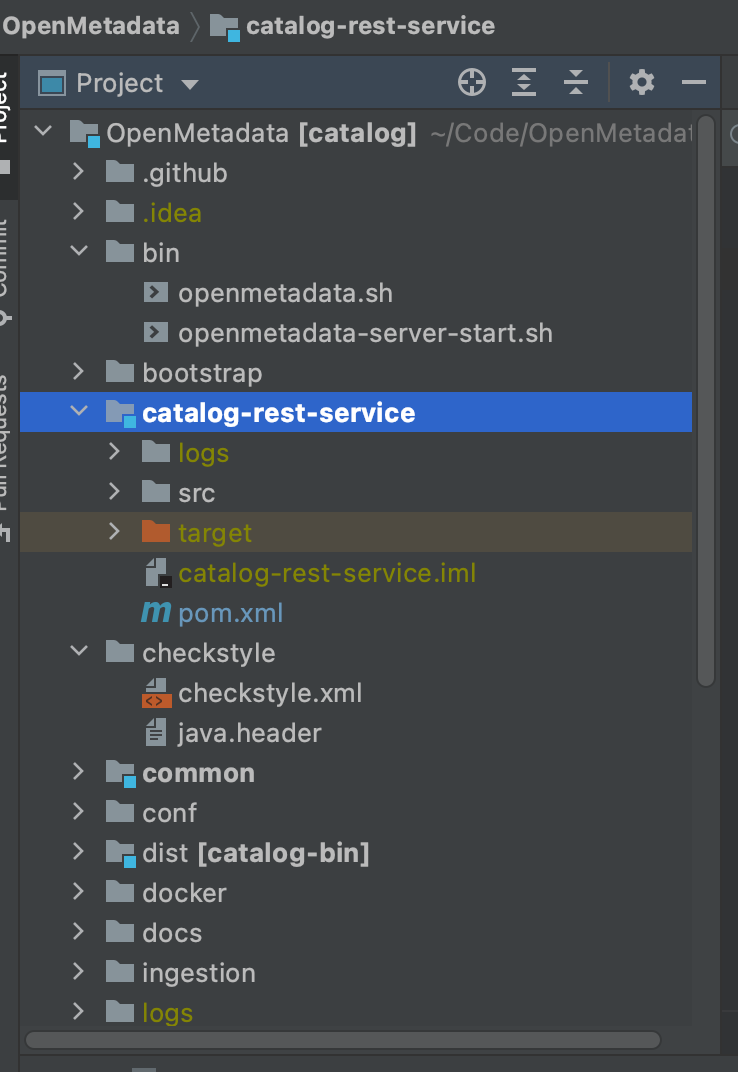 OpenMetadata catalog-rest-service
Project
OpenMetadata [catalog] ~/Code/OpenMetadat
.github
.idea
bin
openmetadata.sh
openmetadata-server-start.sh
bootstrap
catalog-rest-service
logs
src
target
catalog-rest-service.iml
pom.xml
checkstyle
checkstyle.xml
java.header
common
conf
dist [catalog-bin]
docker
docs
ingestion
logs
Project
Commit
Pull Requests